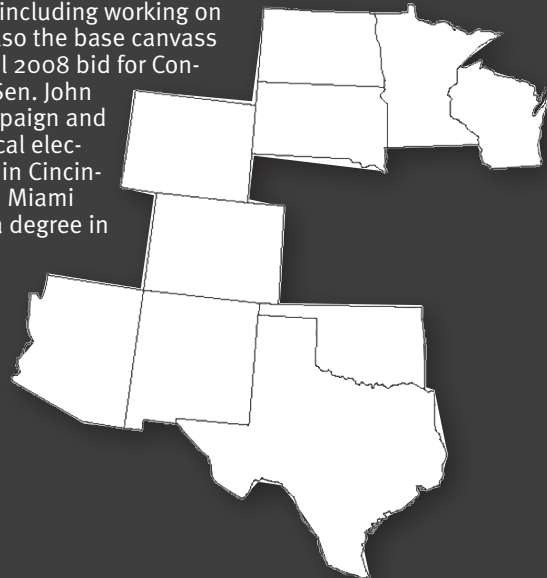 including working on
lso the base canvass
l 2008 bid for Con-
Sen. John
paign and
cal elec-
in Cincin-
Miami
a degree in